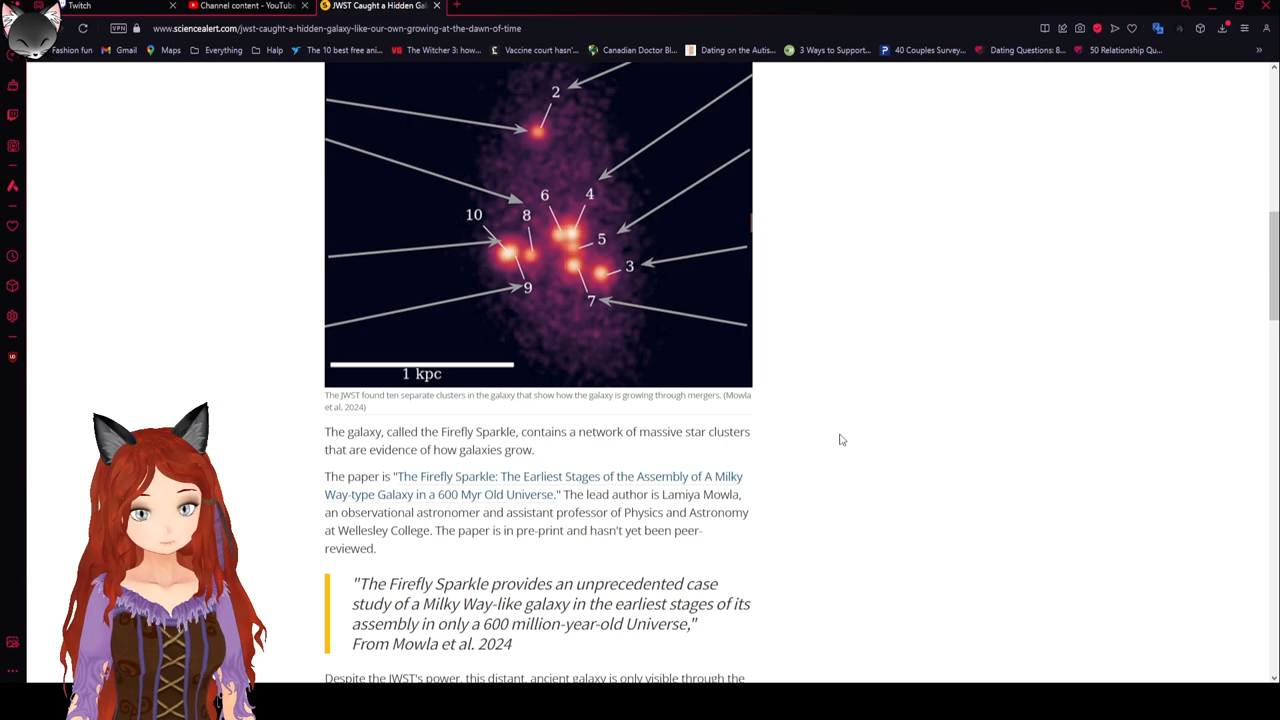 Twitch
Channel content - YouTube
JWST Caught a Hidden Gal
VPN
www.sciencealert.com/jwst-caught-a-hidden-galaxy-like-our-own-growing-at-the-dawn-of-time
Fashion fun
Gmail
Maps
Everything
Help
The 10 best free ani...
The Witcher 3: how...
Vaccine court hasn'...
Canadian Doctor Bl...
Dating on the Autis...
3 Ways to Support...
40 Couples Survey...
Dating Questions: 8...
50 Relationship Qu...
2
6 4
10 8
5
3
9
7
1 kpc
The JWST found ten separate clusters in the galaxy that show how the galaxy is growing through mergers. (Mowla
et al. 2024)
The galaxy, called the Firefly Sparkle, contains a network of massive star clusters
that are evidence of how galaxies grow.
The paper is "The Firefly Sparkle: The Earliest Stages of the Assembly of A Milky
Way-type Galaxy in a 600 Myr Old Universe." The lead author is Lamiya Mowla,
an observational astronomer and assistant professor of Physics and Astronomy
at Wellesley College. The paper is in pre-print and hasn't yet been peer-
reviewed.
"The Firefly Sparkle provides an unprecedented case
study of a Milky Way-like galaxy in the earliest stages of its
assembly in only a 600 million-year-old Universe,"
From Mowla et al. 2024
Despite the JWST's power, this distant, ancient galaxy is only visible through the